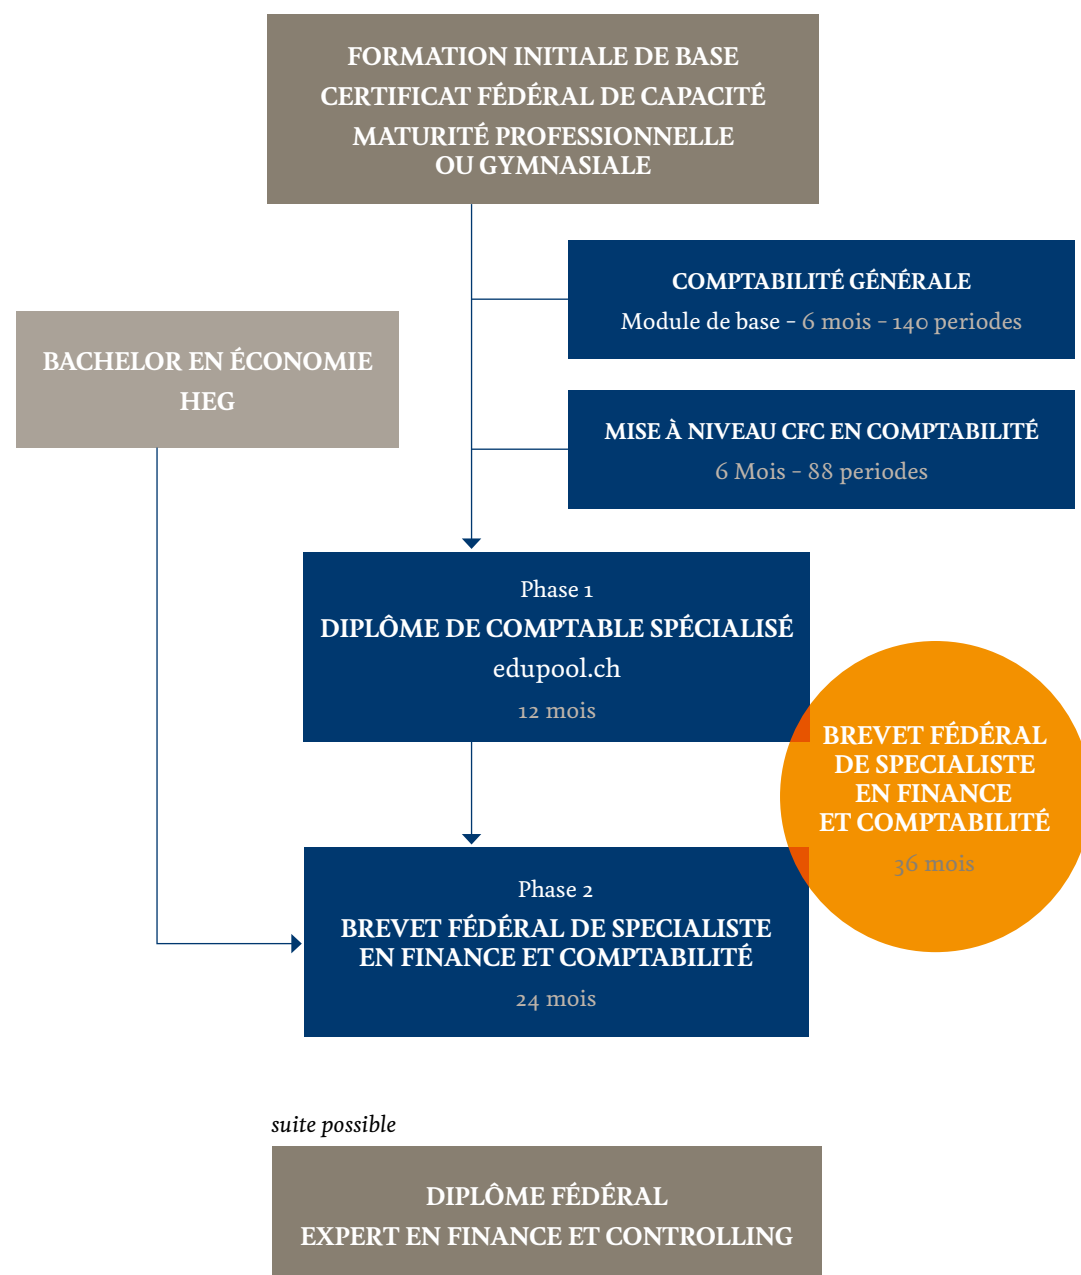 FORMATION INITIALE DE BASE
CERTIFICAT FÉDÉRAL DE CAPACITÉ
MATURITÉ PROFESSIONNELLE
OU GYMNASIALE
COMPTABILITÉ GÉNÉRALE
Module de base – 6 mois – 140 periodes
BACHELOR EN ÉCONOMIE
HEG
MISE À NIVEAU CFC EN COMPTABILITÉ
6 Mois – 88 periodes
Phase 1
DIPLÔME DE COMPTABLE SPÉCIALISÉ
edupool.ch
12 mois
BREVET FÉDÉRAL
DE SPECIALISTE
EN FINANCE
ET COMPTABILITÉ
36 mois
Phase 2
BREVET FÉDÉRAL DE SPECIALISTE
EN FINANCE ET COMPTABILITÉ
24 mois
suite possible
DIPLÔME FÉDÉRAL
EXPERT EN FINANCE ET CONTROLLING